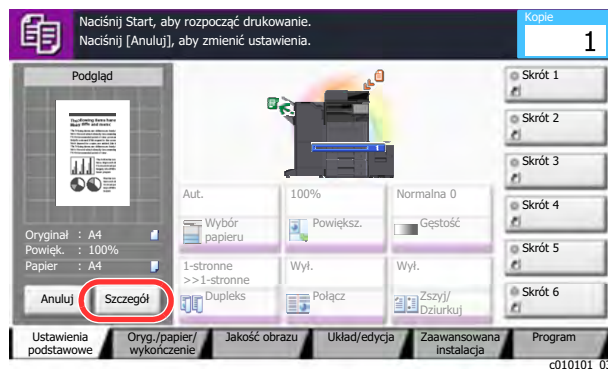 Naciśnij Start, aby rozpocząć drukowanie.
Naciśnij [Anuluj], aby zmienić ustawienia.
Kopie
1
Podgląd
Oryginał : A4
Powięk. : 100%
Papier : A4
Anuluj
Szczegół
Aut.
Wybór
papieru
100%
Powiększ.
Normalna 0
Gęstość
1-stronne
>>1-stronne
Dupleks
Wył.
Połącz
Wył.
Zszyj/
Dziurkuj
Skrót 1
Skrót 2
Skrót 3
Skrót 4
Skrót 5
Skrót 6
Ustawienia
podstawowe
Oryg./papier/
wykończenie
Jakość obrazu
Układ/edycja
Zaawansowana
instalacja
Program